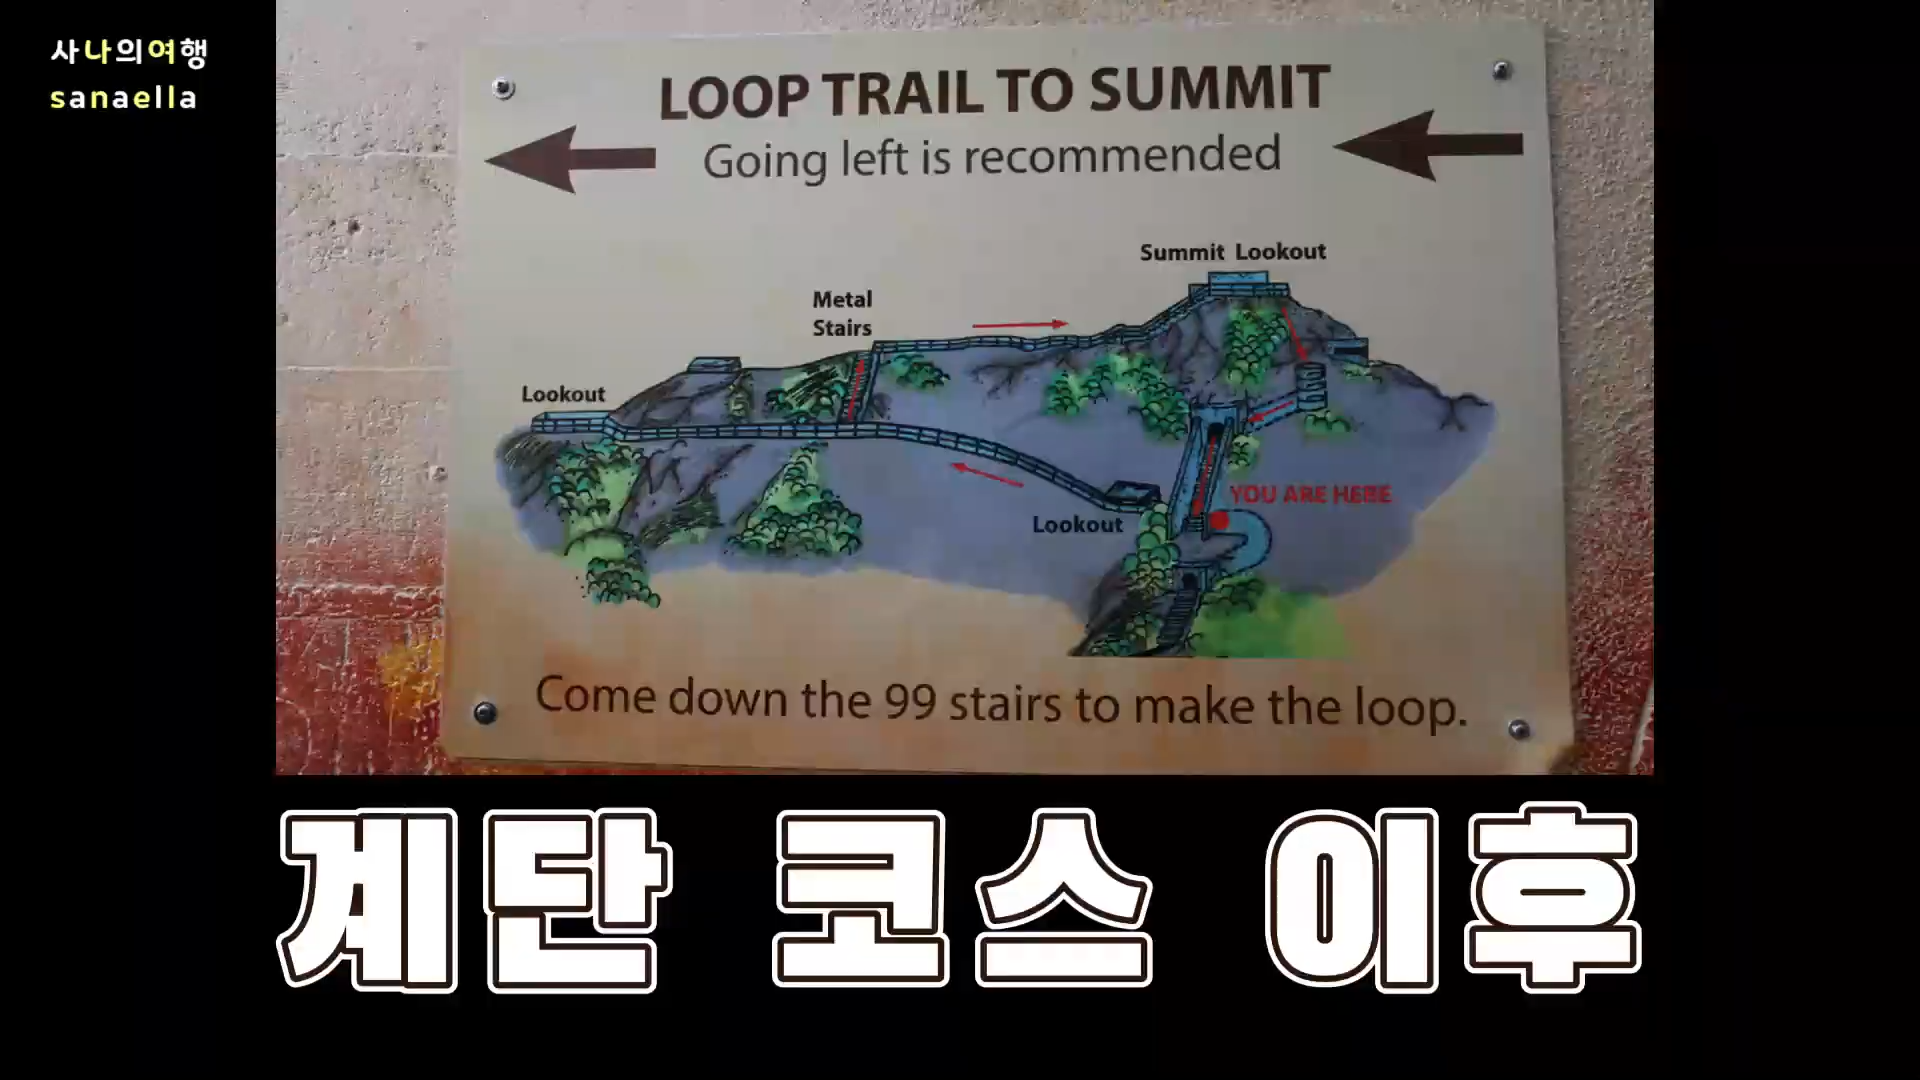 사나의여행
sanaella
LOOP TRAIL TO SUMMIT
Going left is recommended
Summit Lookout
Metal
Stairs
Lookout
YOU ARE HERE
Lookout
Come down the 99 stairs to make the loop.
계단 코스 이후